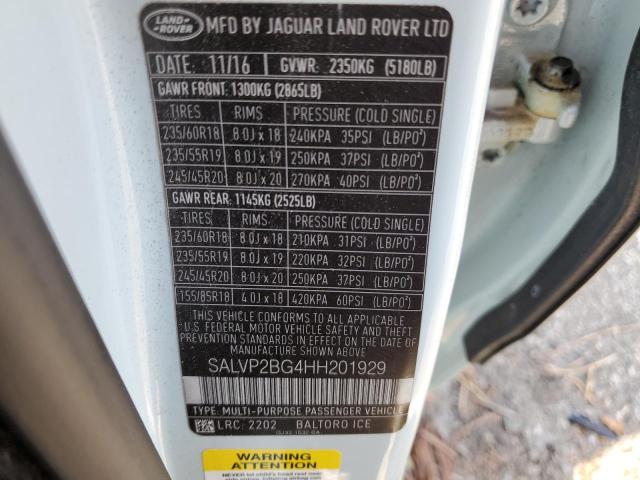 LAND-ROVER MFD BY JAGUAR LAND ROVER LTD
DATE 11/16 GVWR: 2350KG (5180LB)
GAWR FRONT: 1300KG (2865LB)
TIRES RIMS PRESSURE (COLD SINGLE)
235/60R18 8.0J x 18 240KPA 35PSI (LB/PO²)
235/55R19 8.0J x 19 250KPA 37PSI (LB/PO²)
245/45R20 8.0J x 20 270KPA 40PSI (LB/PO²)
GAWR REAR: 1145KG (2525LB)
TIRES RIMS PRESSURE (COLD SINGLE)
235/60R18 8.0J x 18 210KPA 31PSI (LB/PO²)
235/55R19 8.0J x 19 220KPA 32PSI (LB/PO²)
245/45R20 8.0J x 20 250KPA 37PSI (LB/PO²)
155/85R18 4.0J x 18 420KPA 60PSI (LB/PO²)
THIS VEHICLE CONFORMS TO ALL APPLICABLE
U.S. FEDERAL MOTOR VEHICLE SAFETY AND BUMPER
STANDARDS IN EFFECT ON THE DATE OF
MANUFACTURE SHOWN ABOVE.
SALVP2BG4HH201929
TYPE: MULTI-PURPOSE PASSENGER VEHICLE
LRC: 2202 BALTORO ICE
WARNING
ATTENTION